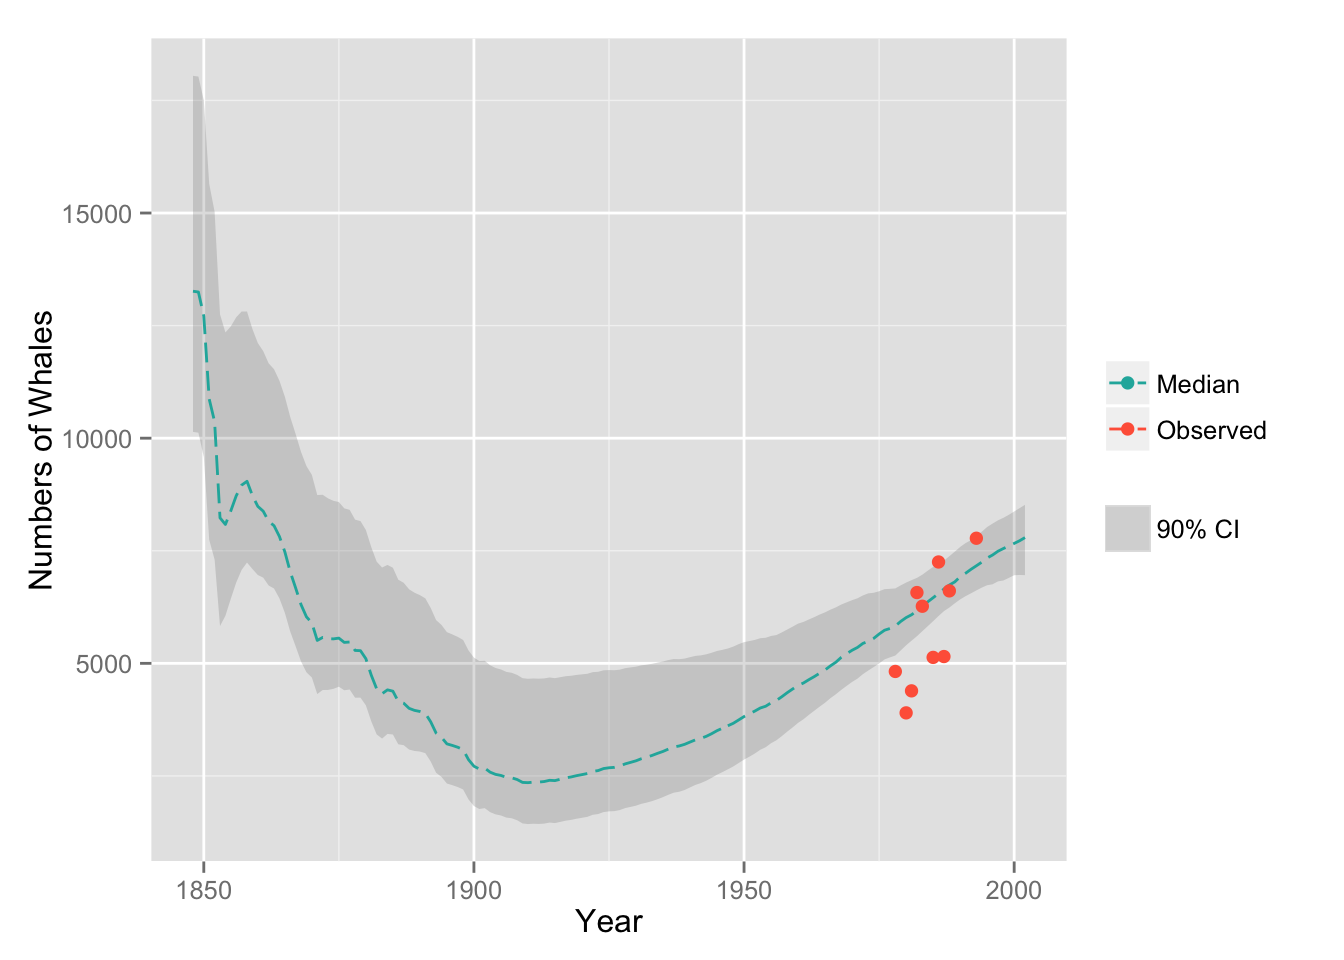 15000
10000
5000
Numbers of Whales
1850 1900 1950 2000
Year
Median
Observed
90% CI